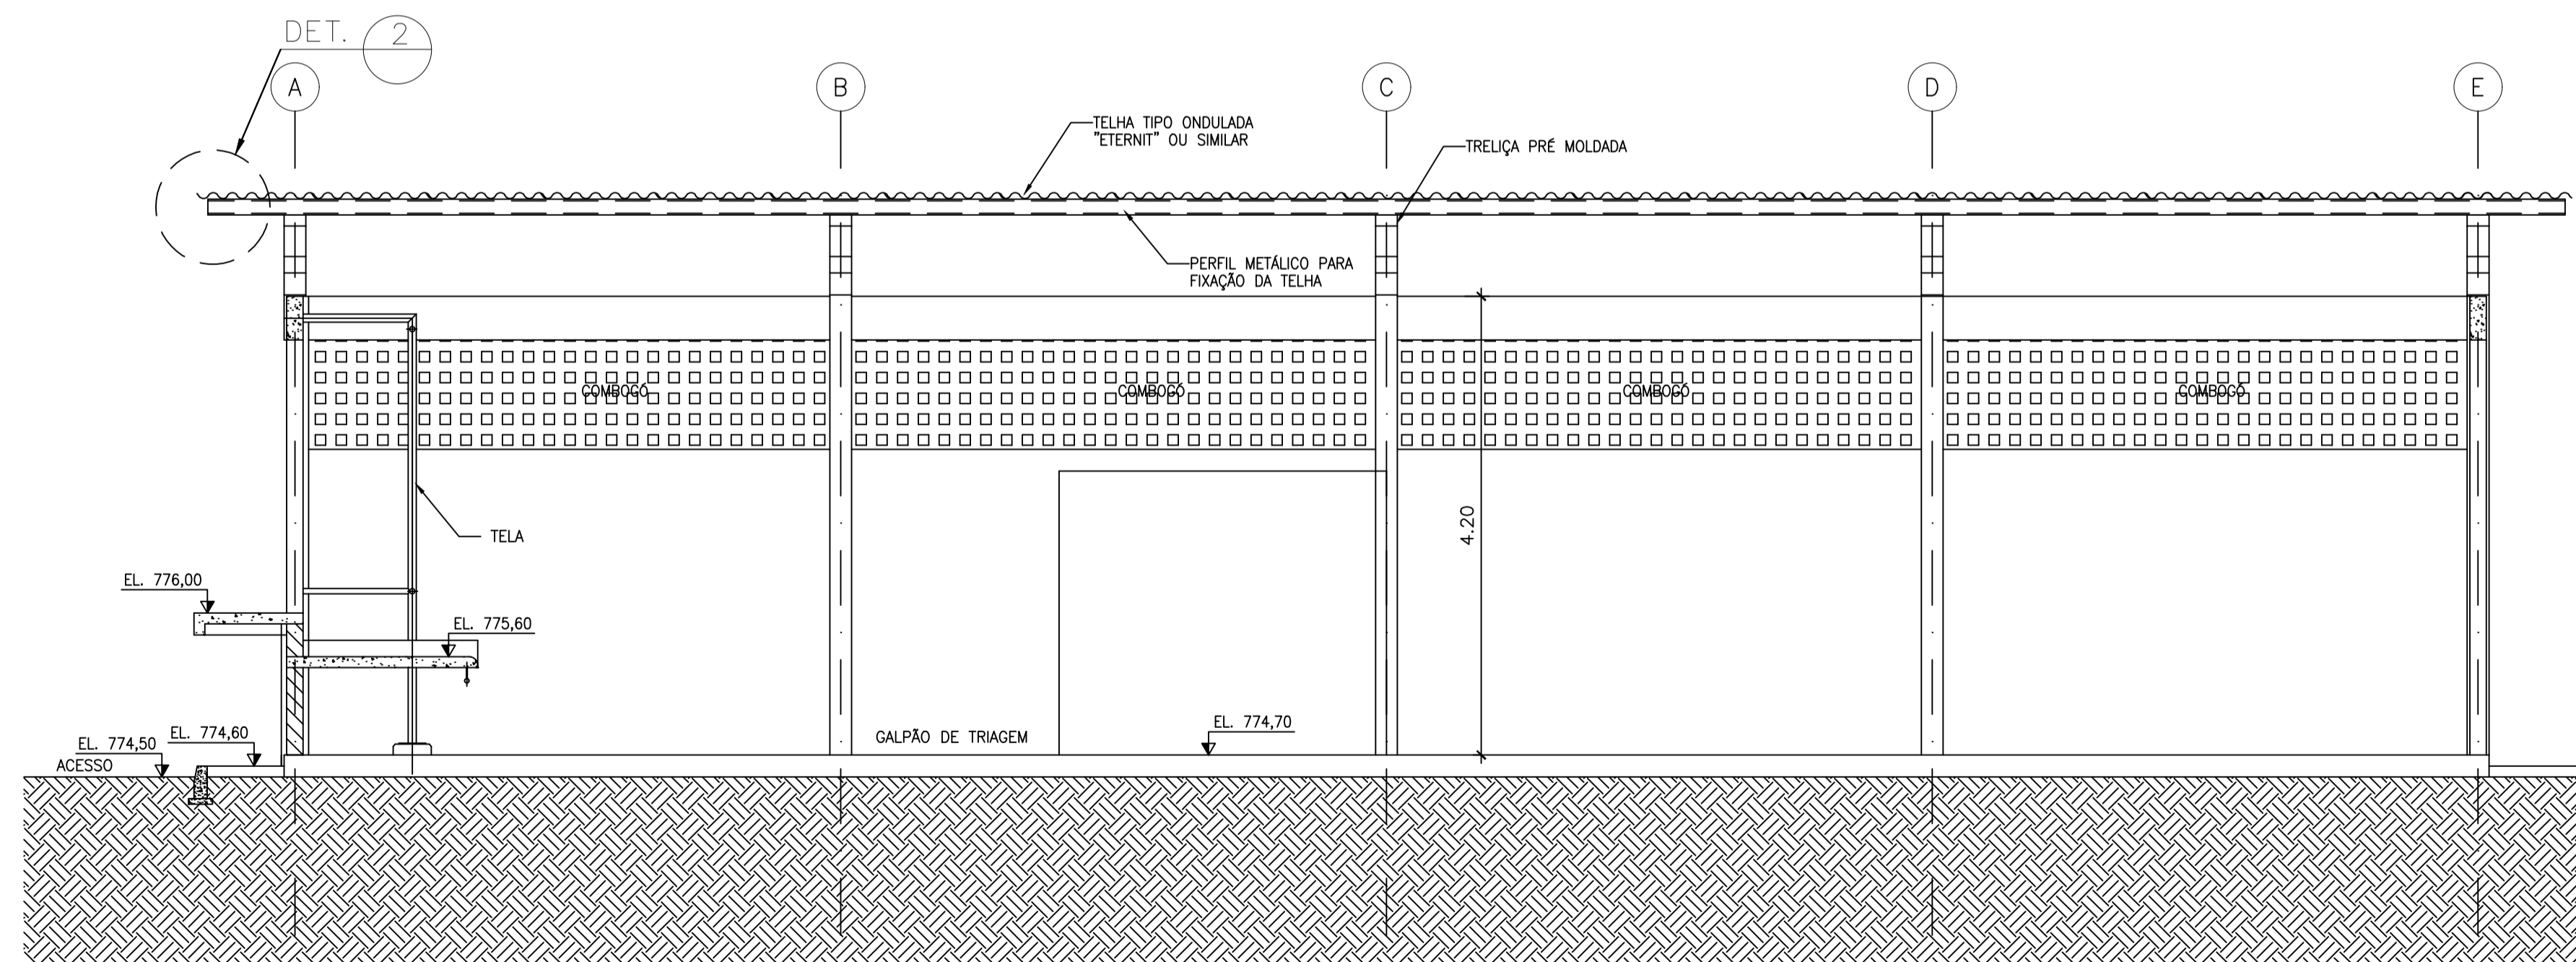 DET. 2
A B C D E
TELHA TIPO ONDULADA
"ETERNIT" OU SIMILAR
TRELIÇA PRÉ MOLDADA
PERFIL METÁLICO PARA
FIXAÇÃO DA TELHA
COMBOGÓ COMBOGÓ COMBOGÓ COMBOGÓ
4.20
TELA
EL. 776,00
EL. 775,60
EL. 774,70
EL. 774,60
GALPÃO DE TRIAGEM
EL. 774,50
ACESSO